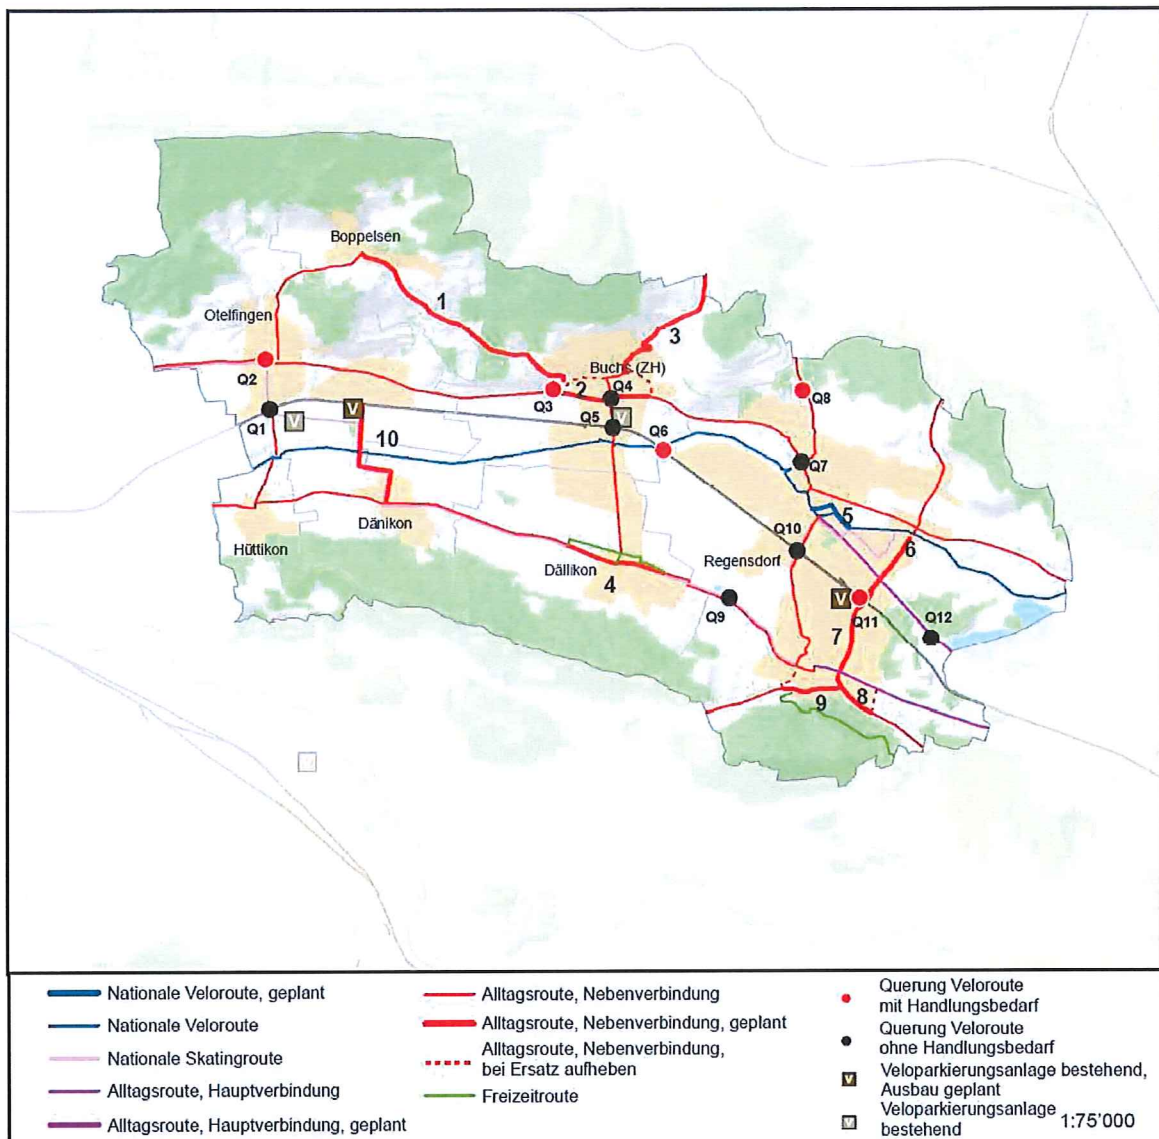 Boppelsen
1
Otelfingen
3
Buchs (ZH)
Q2
2
Q4
Q3
Q8
V
V
Q5
V
Q6
Q1
10
Q7
5
Dänikon
Q10
6
Hüttikon
Regensdorf
Dällikon
4
V
Q9
Q11
Q12
7
8
9
Nationale Veloroute, geplant
Nationale Veloroute
Nationale Skatingroute
Alltagsroute, Hauptverbindung
Alltagsroute, Hauptverbindung, geplant
Alltagsroute, Nebenverbindung
Alltagsroute, Nebenverbindung, geplant
Alltagsroute, Nebenverbindung,
bei Ersatz aufheben
Freizeitroute
Querung Veloroute
mit Handlungsbedarf
Querung Veloroute
ohne Handlungsbedarf
V Veloparkierungsanlage bestehend,
Ausbau geplant
V Veloparkierungsanlage
bestehend
1:75'000